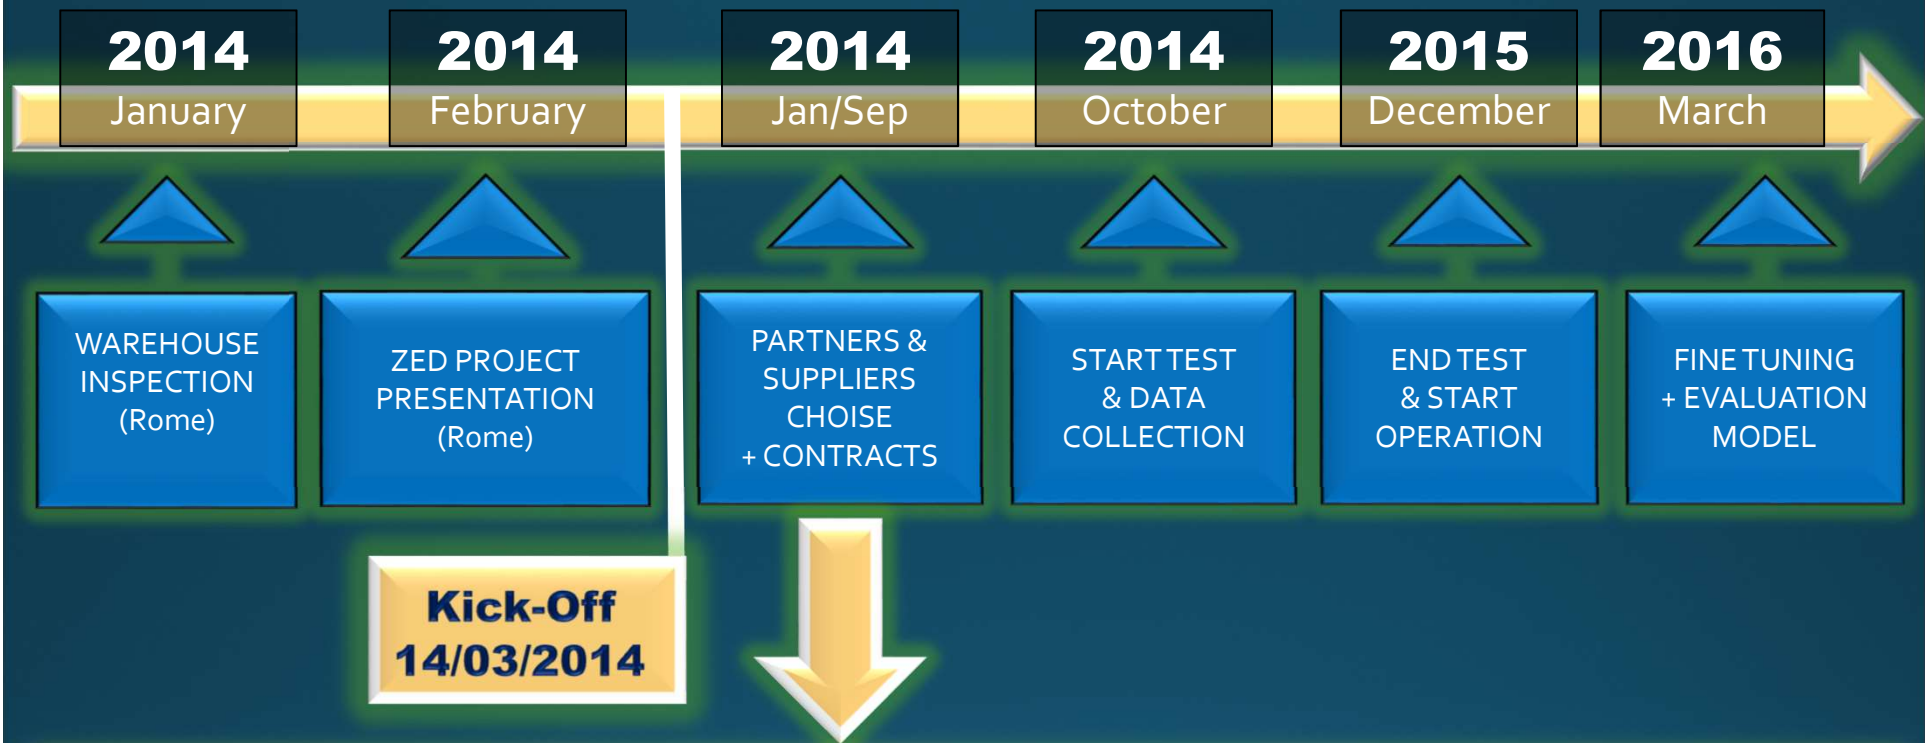 2014
January
2014
February
2014
Jan/Sep
2014
October
2015
December
2016
March
WAREHOUSE
INSPECTION
(Rome)
ZED PROJECT
PRESENTATION
(Rome)
PARTNERS &
SUPPLIERS
CHOISE
+ CONTRACTS
START TEST
& DATA
COLLECTION
END TEST
& START
OPERATION
FINE TUNING
+ EVALUATION
MODEL
Kick-Off
14/03/2014